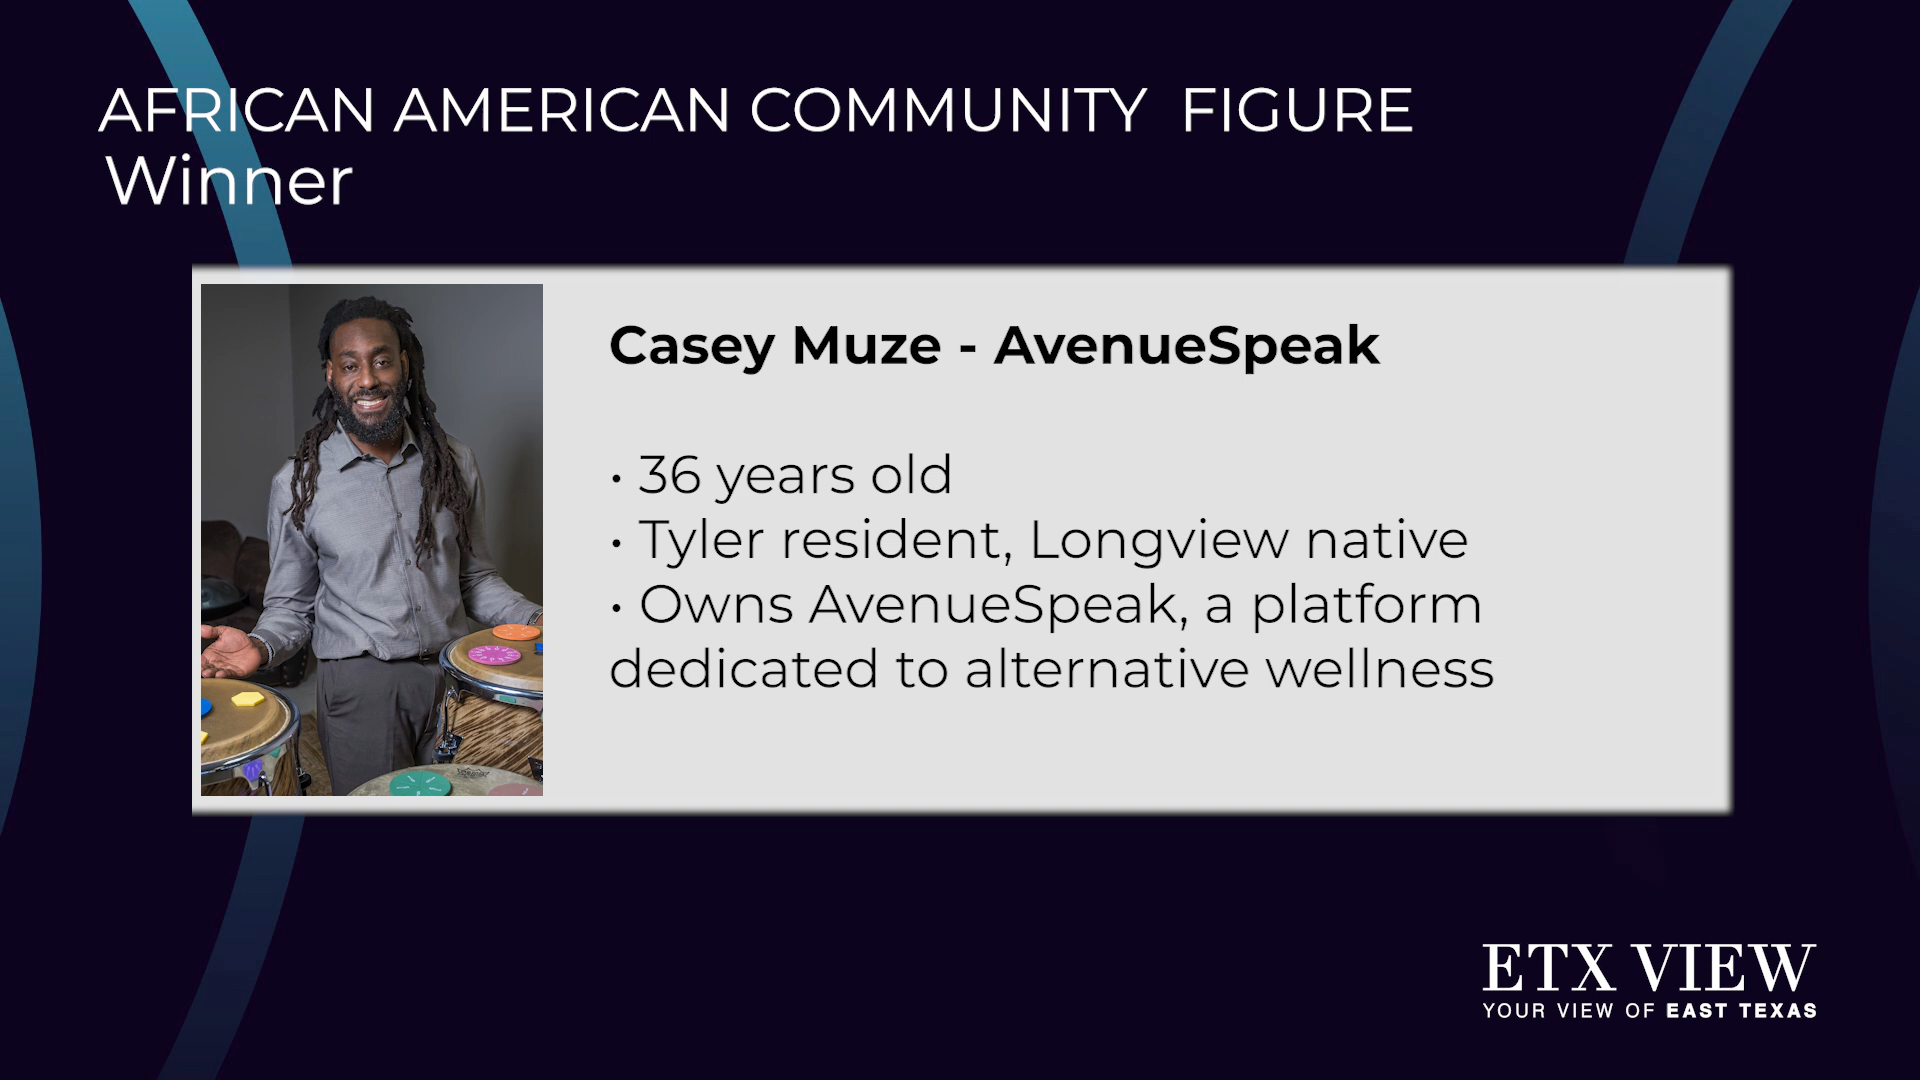 AFRICAN AMERICAN COMMUNITY  FIGURE
Winner
Casey Muze - AvenueSpeak
• 36 years old
• Tyler resident, Longview native
• Owns AvenueSpeak, a platform
dedicated to alternative wellness
ETX VIEW
YOUR VIEW OF EAST TEXAS